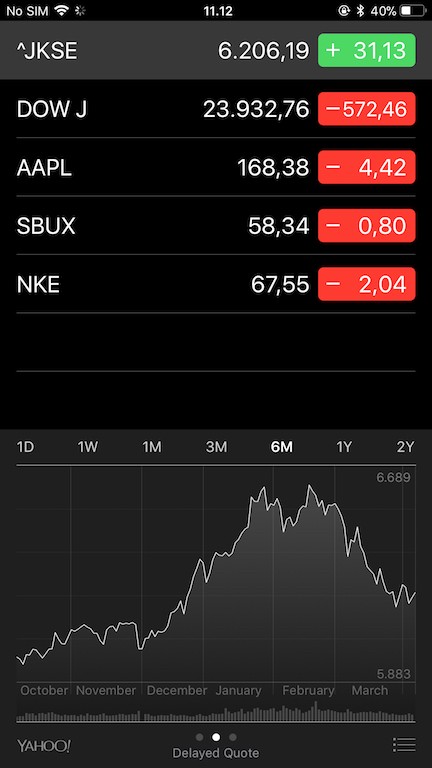 No SIM 11.12 40%
^JKSE 6.206,19 + 31,13
DOW J 23.932,76 −572,46
AAPL 168,38 − 4,42
SBUX 58,34 − 0,80
NKE 67,55 − 2,04
1D 1W 1M 3M 6M 1Y 2Y
6.689
5.883
October November December January February March
YAHOO!
Delayed Quote